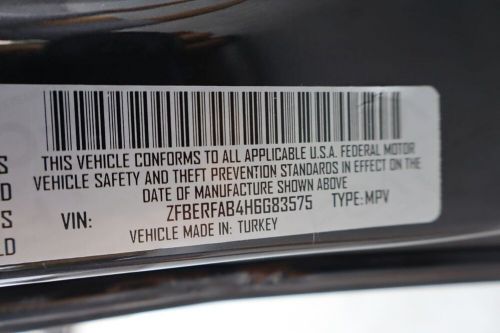 THIS VEHICLE CONFORMS TO ALL APPLICABLE U.S.A. FEDERAL MOTOR
VEHICLE SAFETY AND THEFT PREVENTION STANDARDS IN EFFECT ON THE
DATE OF MANUFACTURE SHOWN ABOVE
VIN: ZFBERFAB4H6G83575 TYPE: MPV
VEHICLE MADE IN: TURKEY